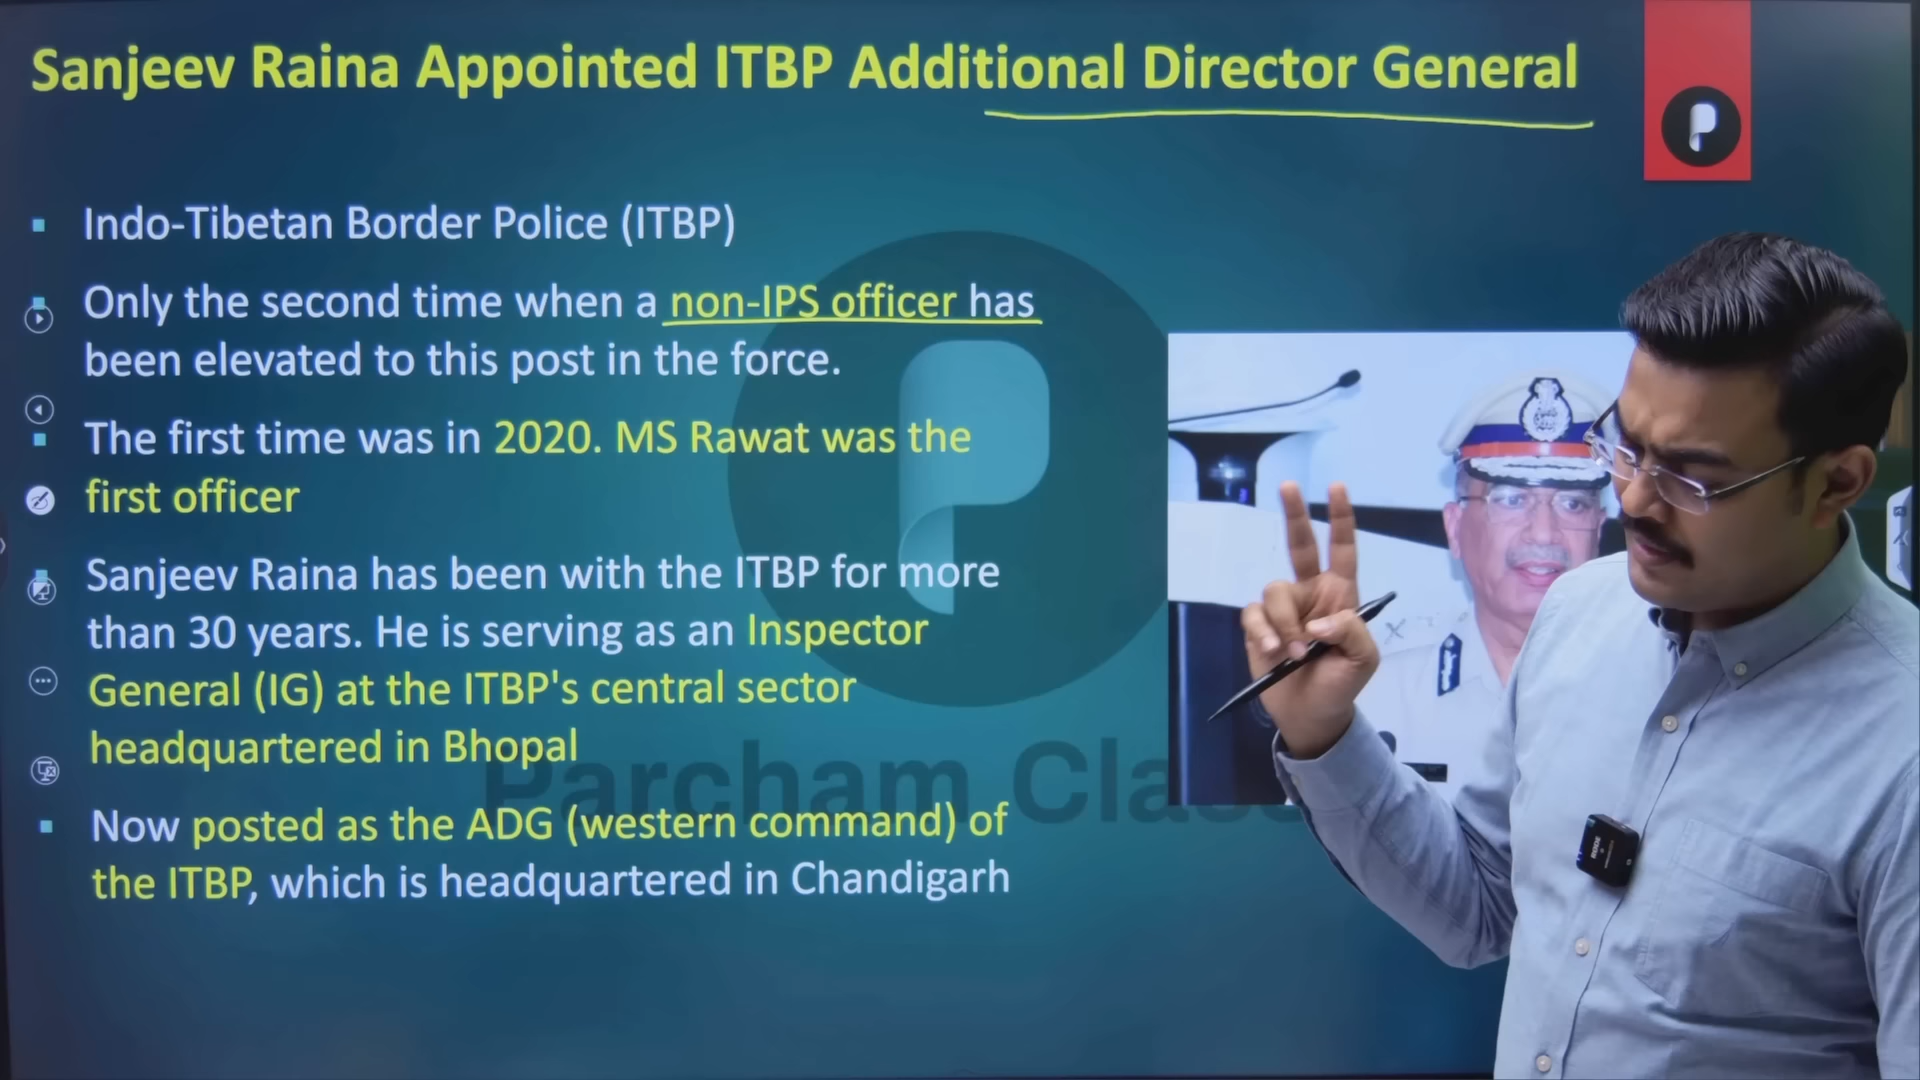 Sanjeev Raina Appointed ITBP Additional Director General
Indo-Tibetan Border Police (ITBP)
Only the second time when a non-IPS officer has
been elevated to this post in the force.
The first time was in 2020. MS Rawat was the
first officer
Sanjeev Raina has been with the ITBP for more
than 30 years. He is serving as an Inspector
General (IG) at the ITBP's central sector
headquartered in Bhopal
Now posted as the ADG (western command) of
the ITBP, which is headquartered in Chandigarh
Parcham Clas